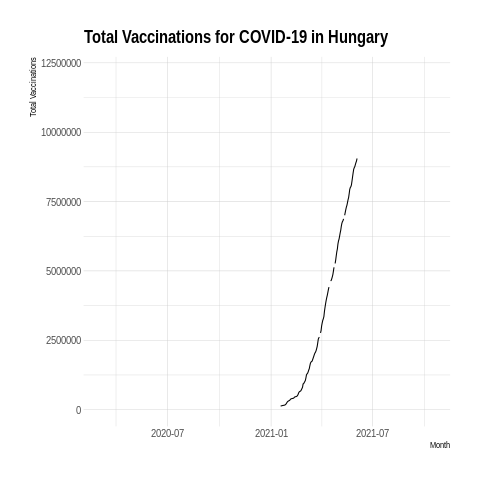 Total Vaccinations for COVID-19 in Hungary
Total Vaccinations
12500000
10000000
7500000
5000000
2500000
0
2020-07 2021-01 2021-07
Month